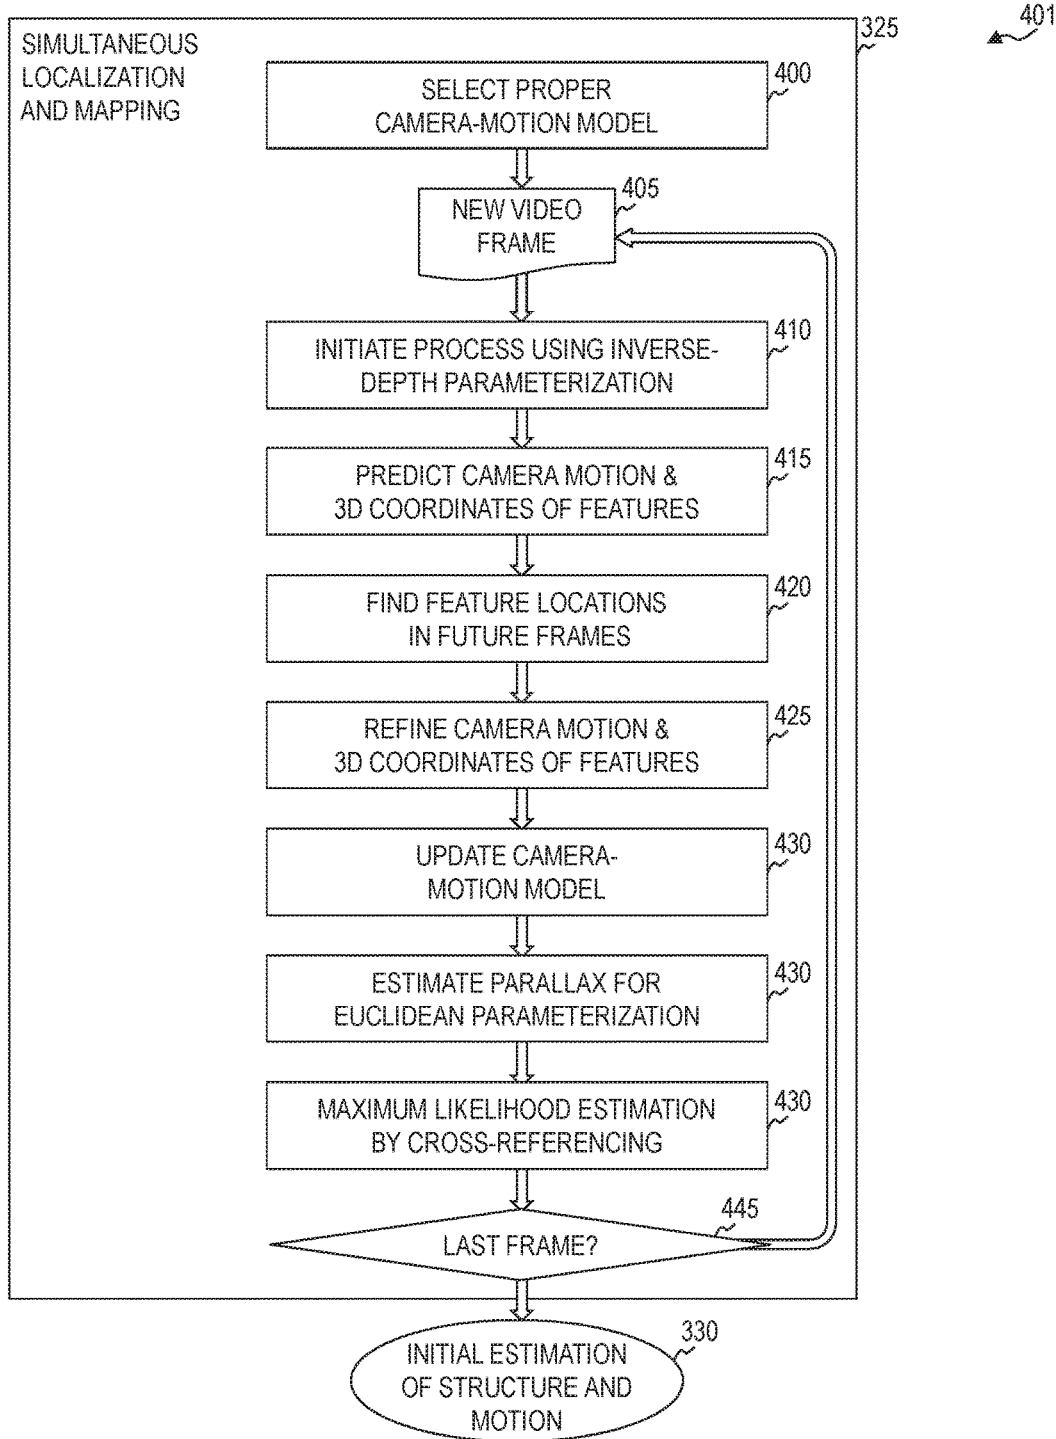 401
325
SIMULTANEOUS
LOCALIZATION
AND MAPPING
400
SELECT PROPER
CAMERA-MOTION MODEL
405
NEW VIDEO
FRAME
410
INITIATE PROCESS USING INVERSE-
DEPTH PARAMETERIZATION
415
PREDICT CAMERA MOTION &
3D COORDINATES OF FEATURES
420
FIND FEATURE LOCATIONS
IN FUTURE FRAMES
425
REFINE CAMERA MOTION &
3D COORDINATES OF FEATURES
430
UPDATE CAMERA-
MOTION MODEL
430
ESTIMATE PARALLAX FOR
EUCLIDEAN PARAMETERIZATION
430
MAXIMUM LIKELIHOOD ESTIMATION
BY CROSS-REFERENCING
445
LAST FRAME?
330
INITIAL ESTIMATION
OF STRUCTURE AND
MOTION